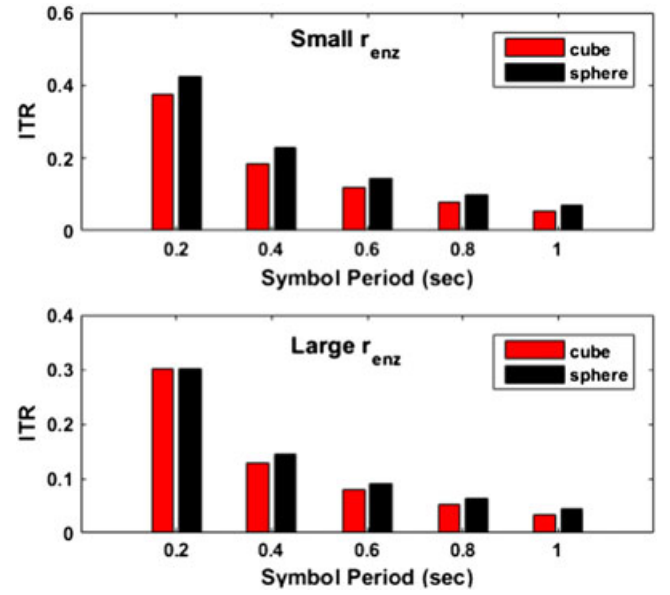 0.6
0.4
0.2
0
ITR
Small r_enz
cube
sphere
0.2 0.4 0.6 0.8 1
Symbol Period (sec)
0.4
0.3
0.2
0.1
0
ITR
Large r_enz
cube
sphere
0.2 0.4 0.6 0.8 1
Symbol Period (sec)